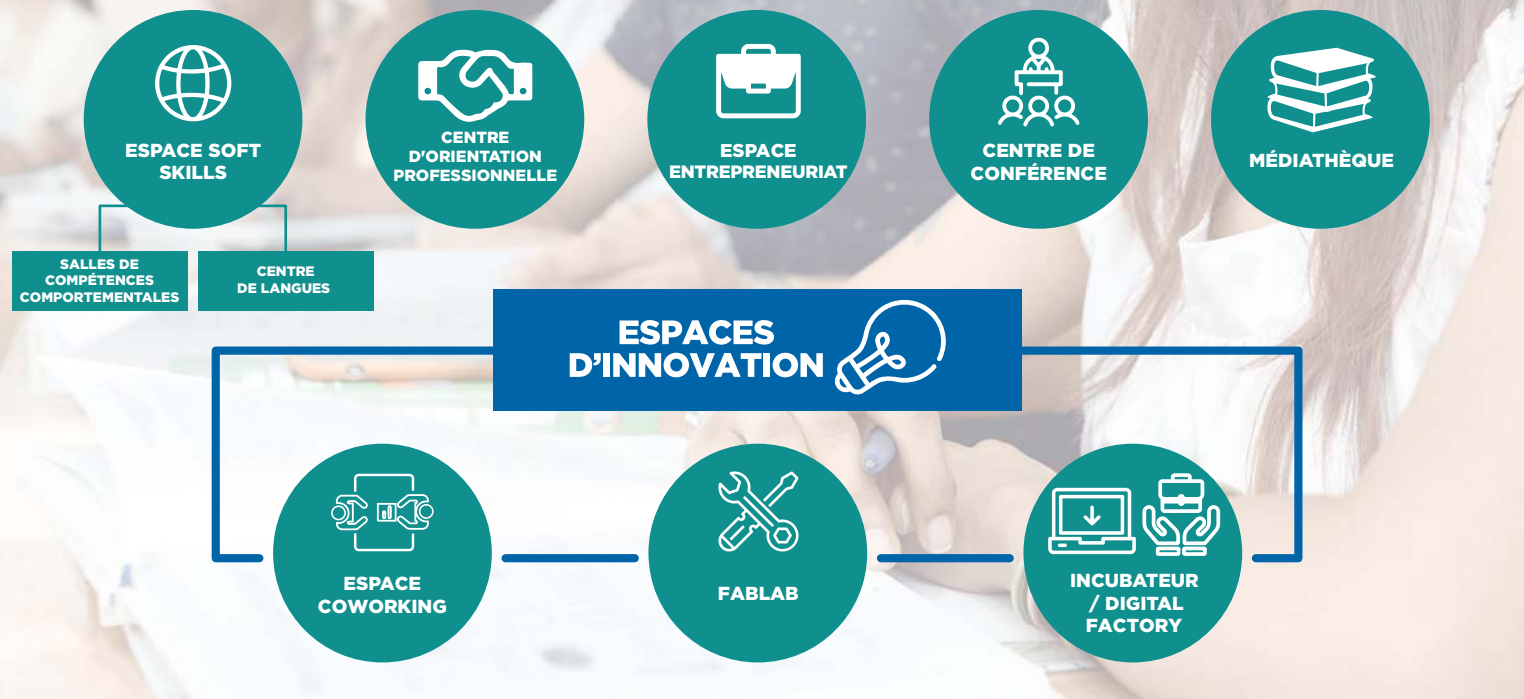 ESPACE SOFT
SKILLS
CENTRE
D'ORIENTATION
PROFESSIONNELLE
ESPACE
ENTREPRENEURIAT
CENTRE DE
CONFÉRENCE
MÉDIATHÈQUE
SALLES DE
COMPÉTENCES
COMPORTEMENTALES
CENTRE
DE LANGUES
ESPACES
D'INNOVATION
ESPACE
COWORKING
FABLAB
INCUBATEUR
/ DIGITAL
FACTORY